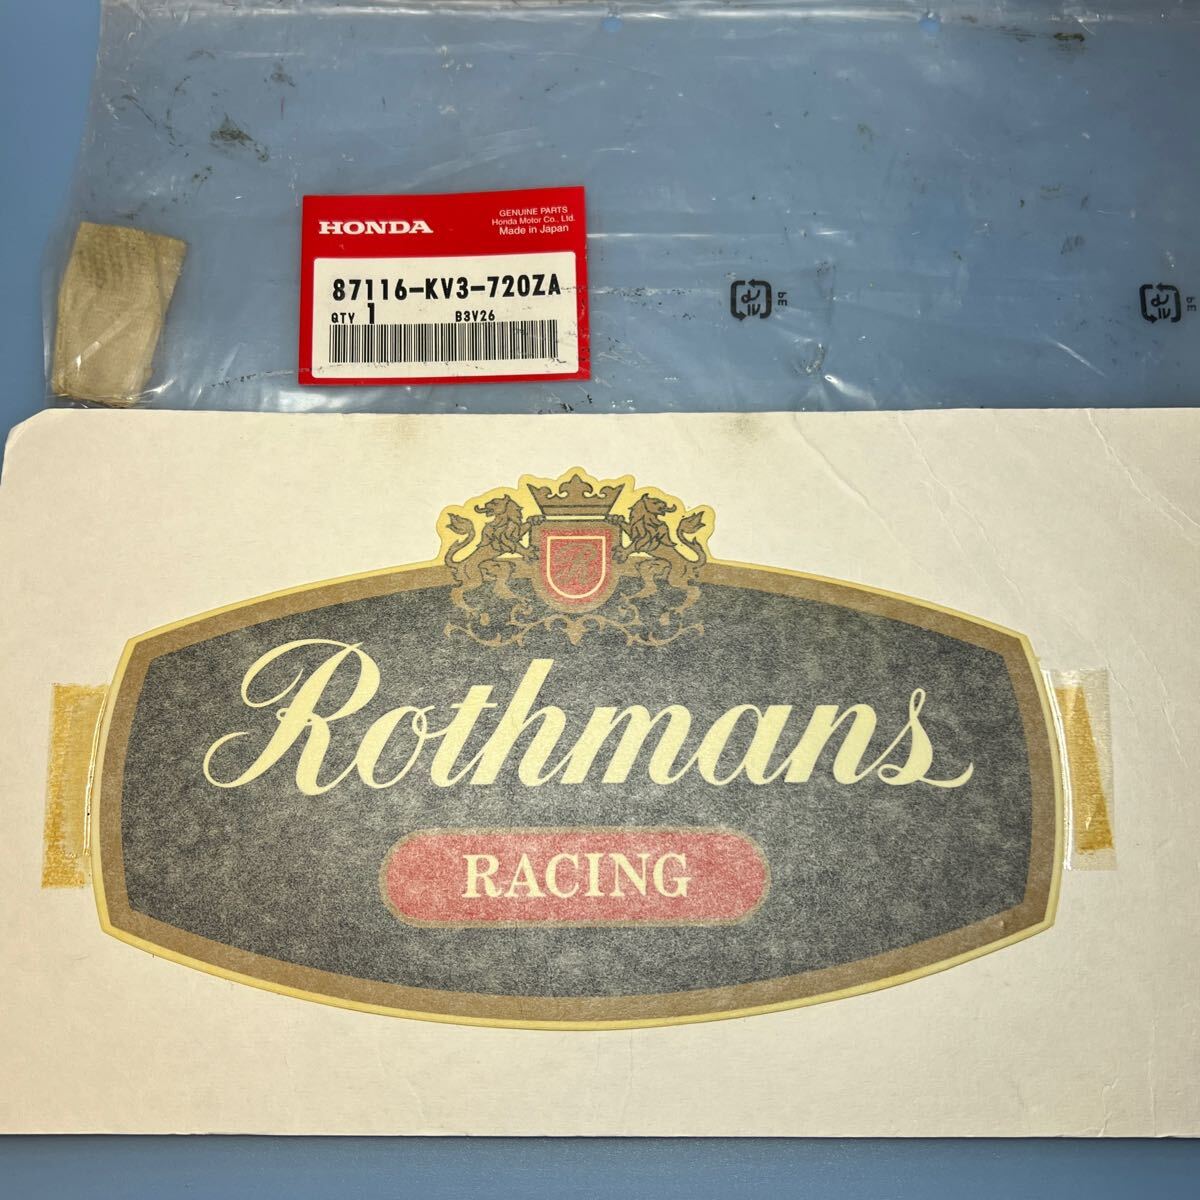 HONDA
GENUINE PARTS
Honda Motor Co., Ltd.
Made in Japan
87116-KV3-720ZA
QTY 1 B3V26
R
Rothmans
RACING